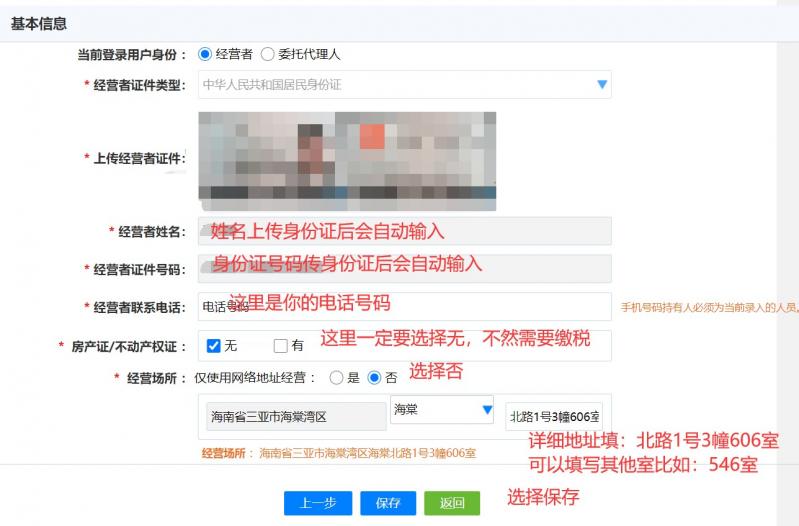 基本信息
当前登录用户身份： 经营者 委托代理人
* 经营者证件类型： 中华人民共和国居民身份证
* 上传经营者证件：
* 经营者姓名： 姓名上传身份证后会自动输入
* 经营者证件号码： 身份证号码传身份证后会自动输入
* 经营者联系电话： 电话号码 这里是你的电话号码 手机号码持有人必须为当前录入的人员,
* 房产证/不动产权证： 无 有 这里一定要选择无，不然需要缴税
* 经营场所： 仅使用网络地址经营： 是 否 选择否
海南省三亚市海棠湾区 海棠 北路1号3幢606室
详细地址填：北路1号3幢606室
经营场所：海南省三亚市海棠湾区海棠北路1号3幢606室
可以填写其他室比如：546室
上一步 保存 返回 选择保存